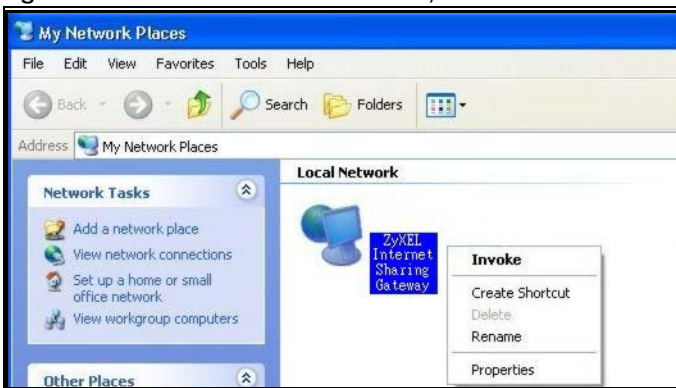 My Network Places
File Edit View Favorites Tools Help
Back Search Folders
Address My Network Places
Network Tasks
Add a network place
View network connections
Set up a home or small
office network
View workgroup computers
Other Places
Local Network
ZyXEL
Internet
Sharing
Gateway
Invoke
Create Shortcut
Delete
Rename
Properties